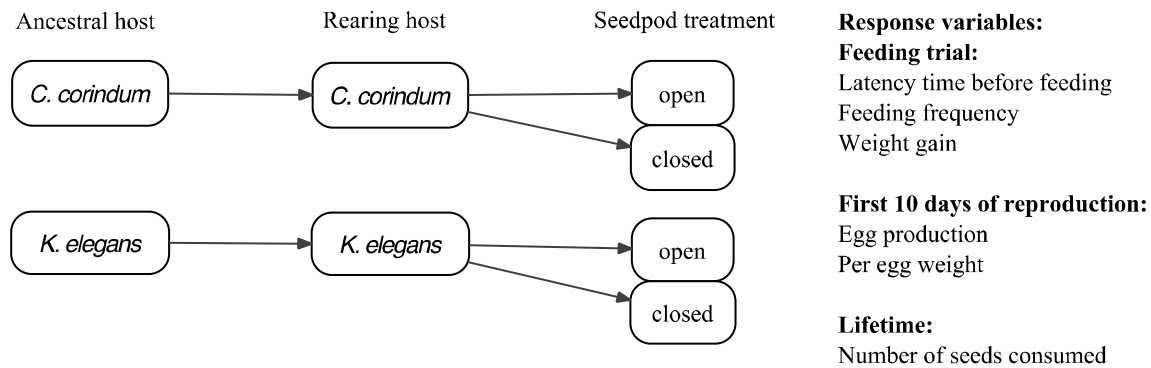 Ancestral host
Rearing host
Seedpod treatment
C. corindum
C. corindum
open
closed
K. elegans
K. elegans
open
closed
Response variables:
Feeding trial:
Latency time before feeding
Feeding frequency
Weight gain
First 10 days of reproduction:
Egg production
Per egg weight
Lifetime:
Number of seeds consumed